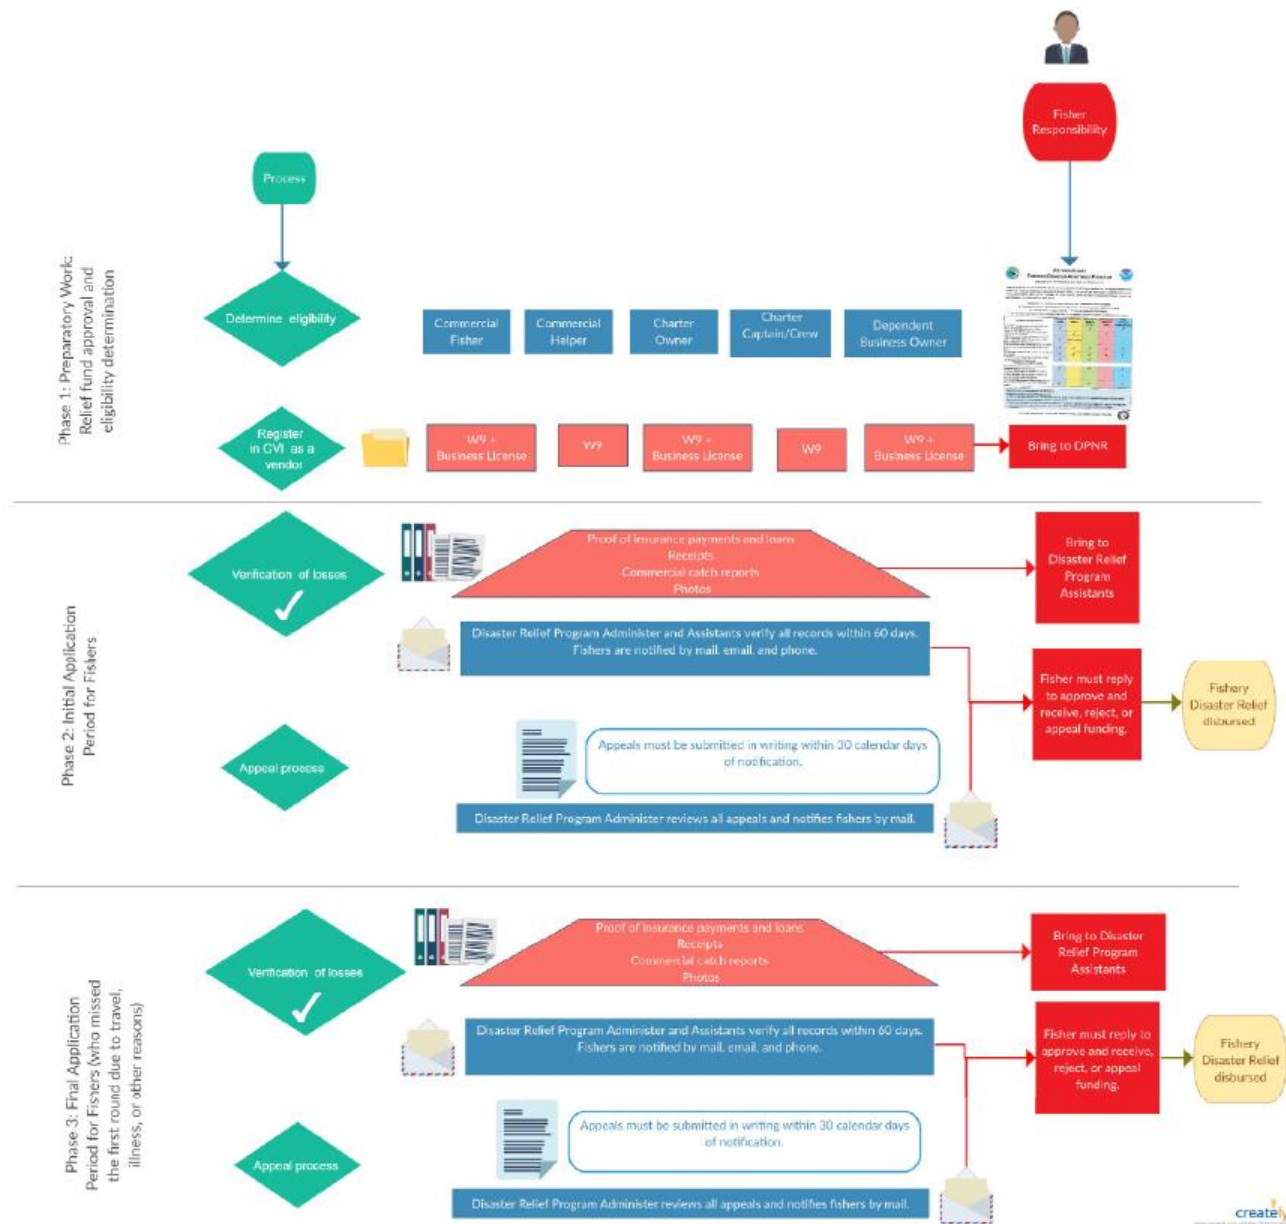 Fisher
Responsibility
Process
Phase 1: Preparatory Work:
Relief fund approval and
eligibility determination
Determine eligibility
Commercial
Fisher
Commercial
Helper
Charter
Owner
Charter
Captain/Crew
Dependent
Business Owner
Register
in GVI as a
vendor
W9 +
Business License
W9
W9 +
Business License
W9
W9 +
Business License
Bring to DPNR
Phase 2: Initial Application
Period for Fishers
Verification of losses
Proof of insurance payments and loans
Receipts
Commercial catch reports
Photos
Bring to
Disaster Relief
Program
Assistants
Disaster Relief Program Administer and Assistants verify all records within 60 days.
Fishers are notified by mail, email, and phone.
Fisher must reply
to approve and
receive, reject, or
appeal funding.
Fishery
Disaster Relief
disbursed
Appeal process
Appeals must be submitted in writing within 30 calendar days
of notification.
Disaster Relief Program Administer reviews all appeals and notifies fishers by mail.
Phase 3: Final Application
Period for Fishers (who missed
the first round due to travel,
illness, or other reasons)
Verification of losses
Proof of insurance payments and loans
Receipts
Commercial catch reports
Photos
Bring to Disaster
Relief Program
Assistants
Disaster Relief Program Administer and Assistants verify all records within 60 days.
Fishers are notified by mail, email, and phone.
Fisher must reply to
approve and receive,
reject, or appeal
funding.
Fishery
Disaster Relief
disbursed
Appeal process
Appeals must be submitted in writing within 30 calendar days
of notification.
Disaster Relief Program Administer reviews all appeals and notifies fishers by mail.
creately